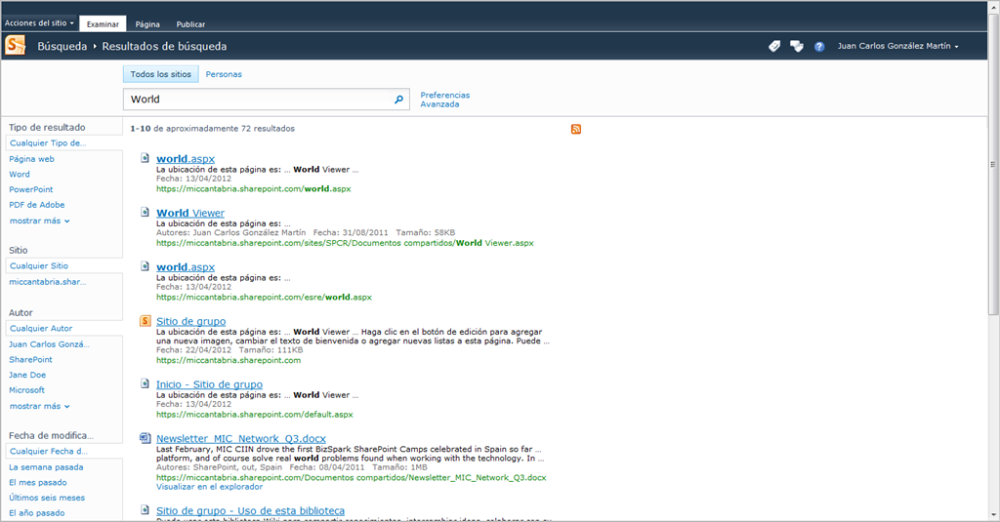 Acciones del sitio
Examinar
Página
Publicar
Búsqueda
Resultados de búsqueda
Juan Carlos González Martín
Todos los sitios
Personas
World
Preferencias
Avanzada
Tipo de resultado
Cualquier Tipo de...
Página web
Word
PowerPoint
PDF de Adobe
mostrar más
Sitio
Cualquier Sitio
miccantabria.shar...
Autor
Cualquier Autor
Juan Carlos Gonzá...
SharePoint
Jane Doe
Microsoft
mostrar más
Fecha de modifica...
Cualquier Fecha d...
La semana pasada
El mes pasado
Últimos seis meses
El año pasado
1-10 de aproximadamente 72 resultados
world.aspx
La ubicación de esta página es: ... World Viewer ...
Fecha: 13/04/2012
https://miccantabria.sharepoint.com/world.aspx
World Viewer
La ubicación de esta página es: ...
Autores: Juan Carlos González Martín Fecha: 31/08/2011 Tamaño: 58KB
https://miccantabria.sharepoint.com/sites/SPCR/Documentos compartidos/World Viewer.aspx
world.aspx
La ubicación de esta página es: ...
Fecha: 13/04/2012
https://miccantabria.sharepoint.com/esre/world.aspx
Sitio de grupo
La ubicación de esta página es: ... World Viewer ... Haga clic en el botón de edición para agregar
una nueva imagen, cambiar el texto de bienvenida o agregar nuevas listas a esta página. Puede ...
Fecha: 22/04/2012 Tamaño: 111KB
https://miccantabria.sharepoint.com
Inicio - Sitio de grupo
La ubicación de esta página es: ... World Viewer ...
Fecha: 13/04/2012
https://miccantabria.sharepoint.com/default.aspx
Newsletter_MIC_Network_Q3.docx
Last February, MIC CIIN drove the first BizSpark SharePoint Camps celebrated in Spain so far ...
platform, and of course solve real world problems found when working with the technology. In ...
Autores: SharePoint, out, Spain Fecha: 08/04/2011 Tamaño: 1MB
https://miccantabria.sharepoint.com/Documentos compartidos/Newsletter_MIC_Network_Q3.docx
Visualizar en el explorador
Sitio de grupo - Uso de esta biblioteca